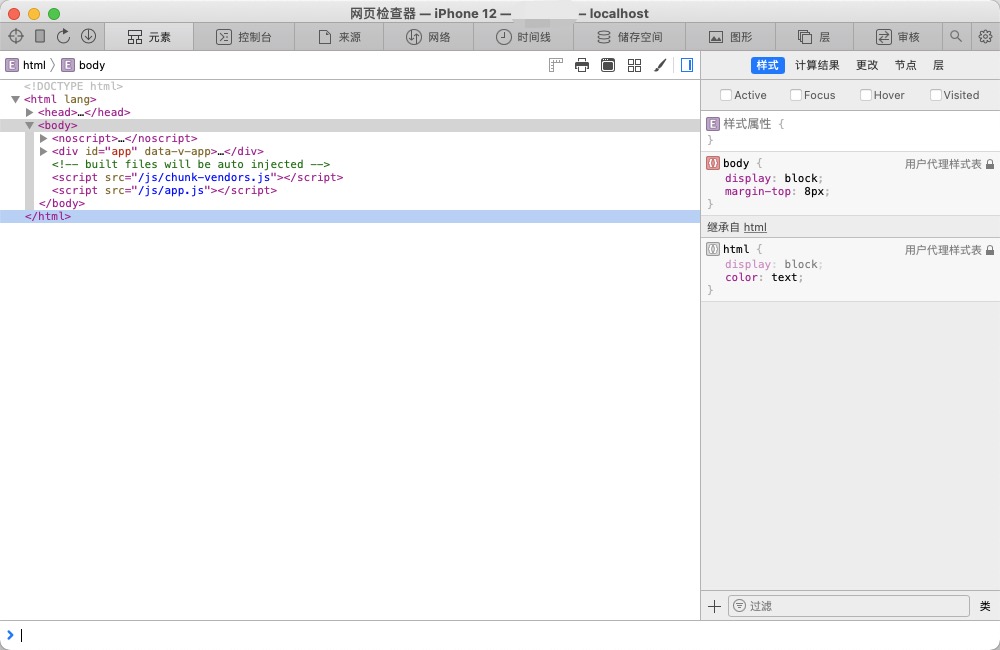 网页检查器 — iPhone 12 — – localhost
元素 控制台 来源 网络 时间线 储存空间 图形 层 审核
E html 〉 E body
样式 计算结果 更改 节点 层
<!DOCTYPE html>
<html lang>
<head>…</head>
<body>
<noscript>…</noscript>
<div id="app" data-v-app>…</div>
<!-- built files will be auto injected -->
<script src="/js/chunk-vendors.js"></script>
<script src="/js/app.js"></script>
</body>
</html>
Active Focus Hover Visited
E 样式属性 {
}
body { 用户代理样式表
display: block;
margin-top: 8px;
}
继承自 html
html { 用户代理样式表
display: block;
color: text;
}
过滤 类